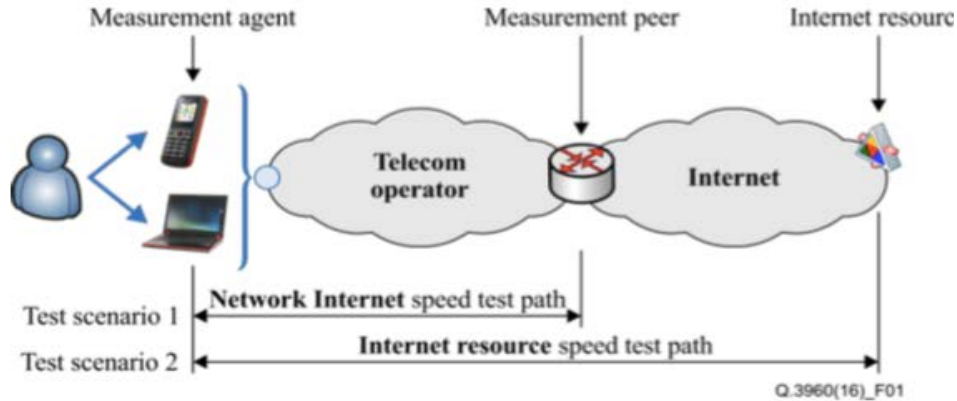 Measurement agent
Measurement peer
Internet resourc
Telecom
operator
Internet
Network Internet speed test path
Test scenario 1
Internet resource speed test path
Test scenario 2
Q.3960(16)_F01